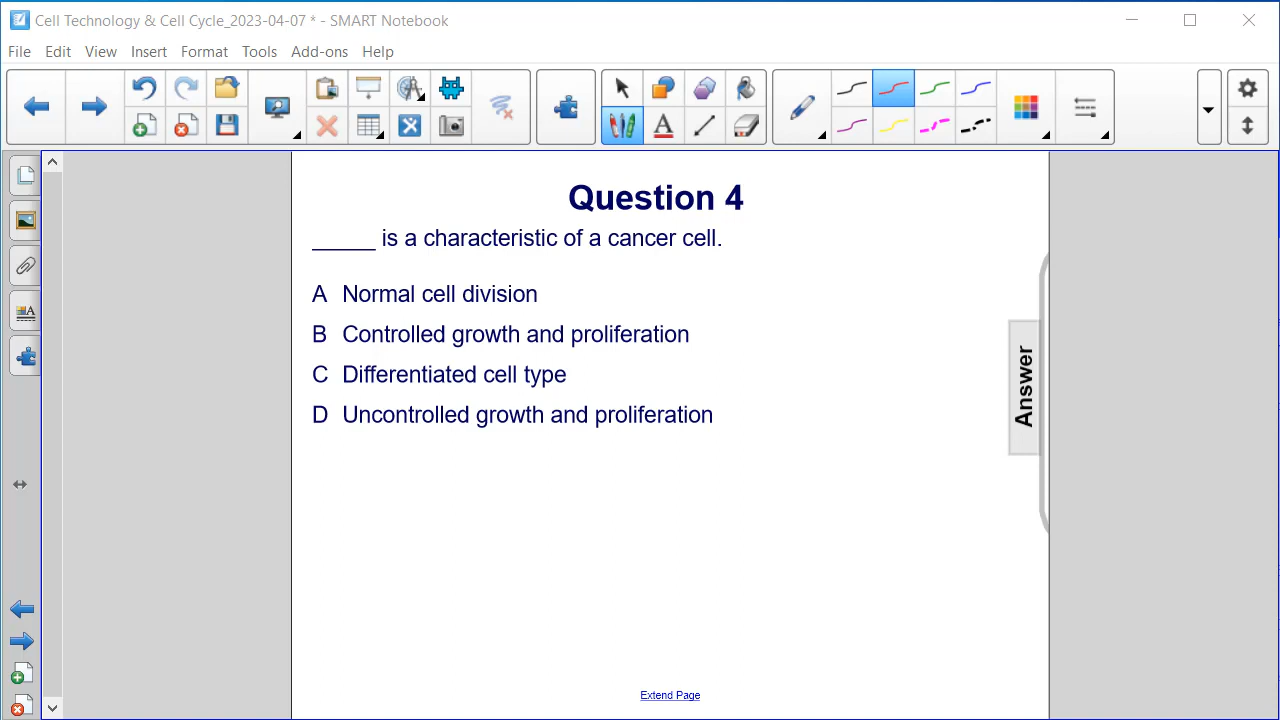 Cell Technology & Cell Cycle_2023-04-07 * - SMART Notebook
File Edit View Insert Format Tools Add-ons Help
Question 4
_____ is a characteristic of a cancer cell.
A Normal cell division
B Controlled growth and proliferation
C Differentiated cell type
D Uncontrolled growth and proliferation
Answer
Extend Page